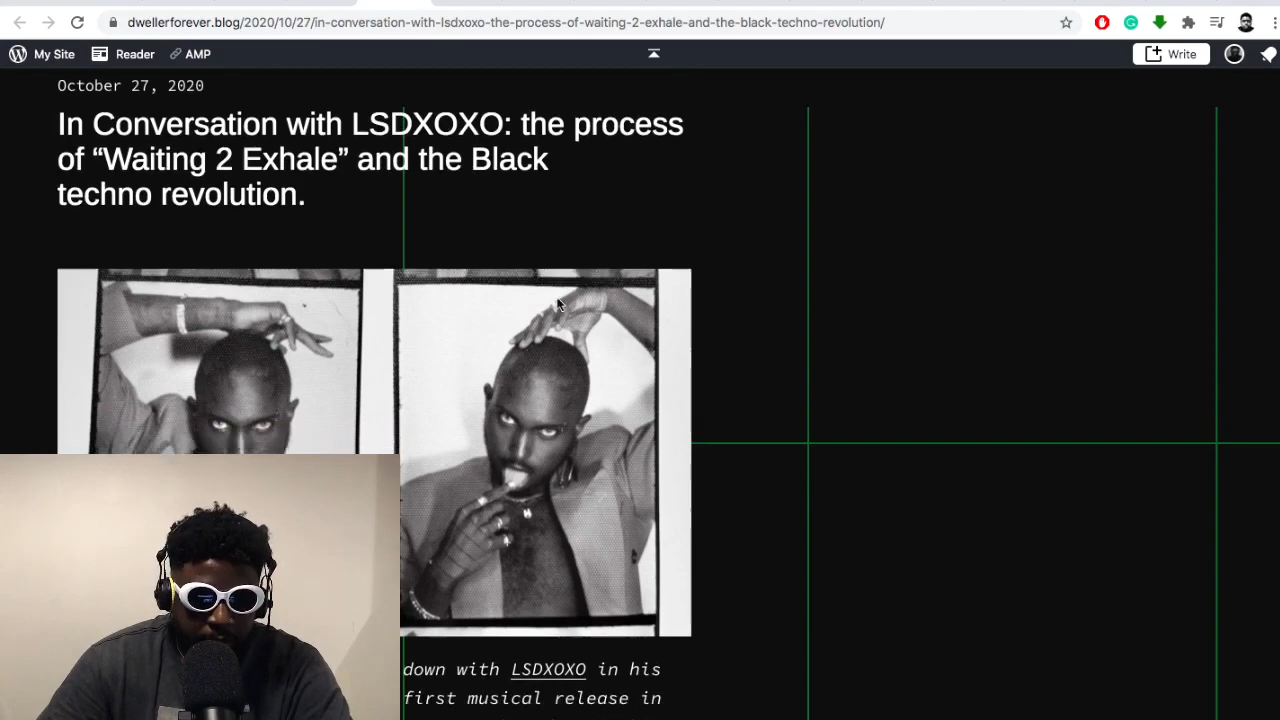 dwellerforever.blog/2020/10/27/in-conversation-with-lsdxoxo-the-process-of-waiting-2-exhale-and-the-black-techno-revolution/
My Site Reader AMP Write
October 27, 2020
In Conversation with LSDXOXO: the process
of “Waiting 2 Exhale” and the Black
techno revolution.
down with LSDXOXO in his
first musical release in